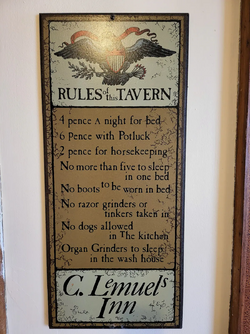 RULES of this TAVERN
4 pence a night for bed
6 pence with Potluck
2 pence for horsekeeping
No more than five to sleep
in one bed
No boots to be worn in bed
No razor grinders or
tinkers taken in
No dogs allowed
in The kitchen
Organ Grinders to sleep
in the wash house
C. Lemuels
Inn